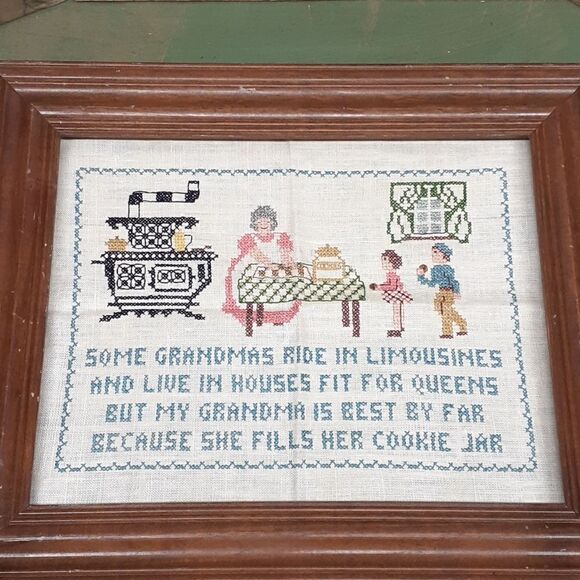 SOME GRANDMAS RIDE IN LIMOUSINES
AND LIVE IN HOUSES FIT FOR QUEENS
BUT MY GRANDMA IS BEST BY FAR
BECAUSE SHE FILLS HER COOKIE JAR